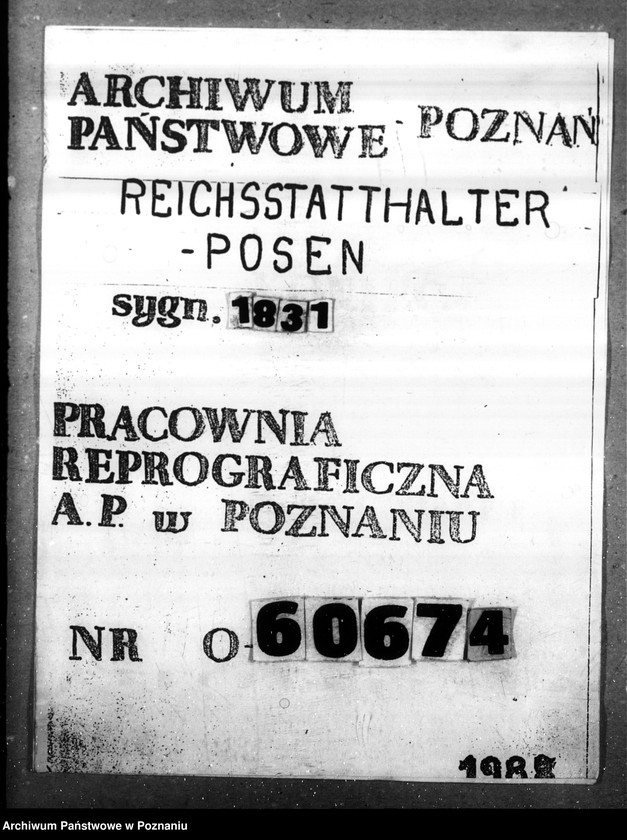 ARCHIWUM
PAŃSTWOWE - POZNAŃ
REICHSSTATTHALTER
-POSEN
sygn. 1831
PRACOWNIA
REPROGRAFICZNA
A.P. w POZNANIU
NR O-60674
Archiwum Państwowe w Poznaniu